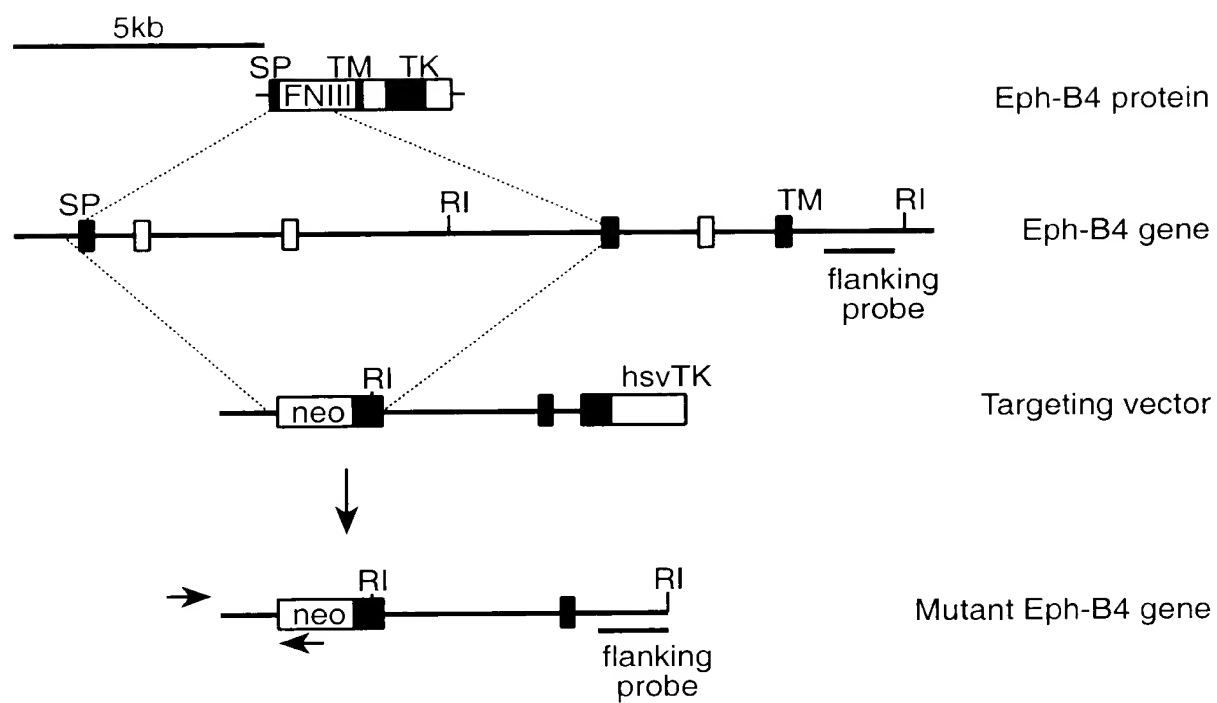 5kb
SP TM TK
FNIII
Eph-B4 protein
SP RI TM RI
Eph-B4 gene
flanking
probe
RI hsvTK
neo
Targeting vector
RI RI
neo
Mutant Eph-B4 gene
flanking
probe